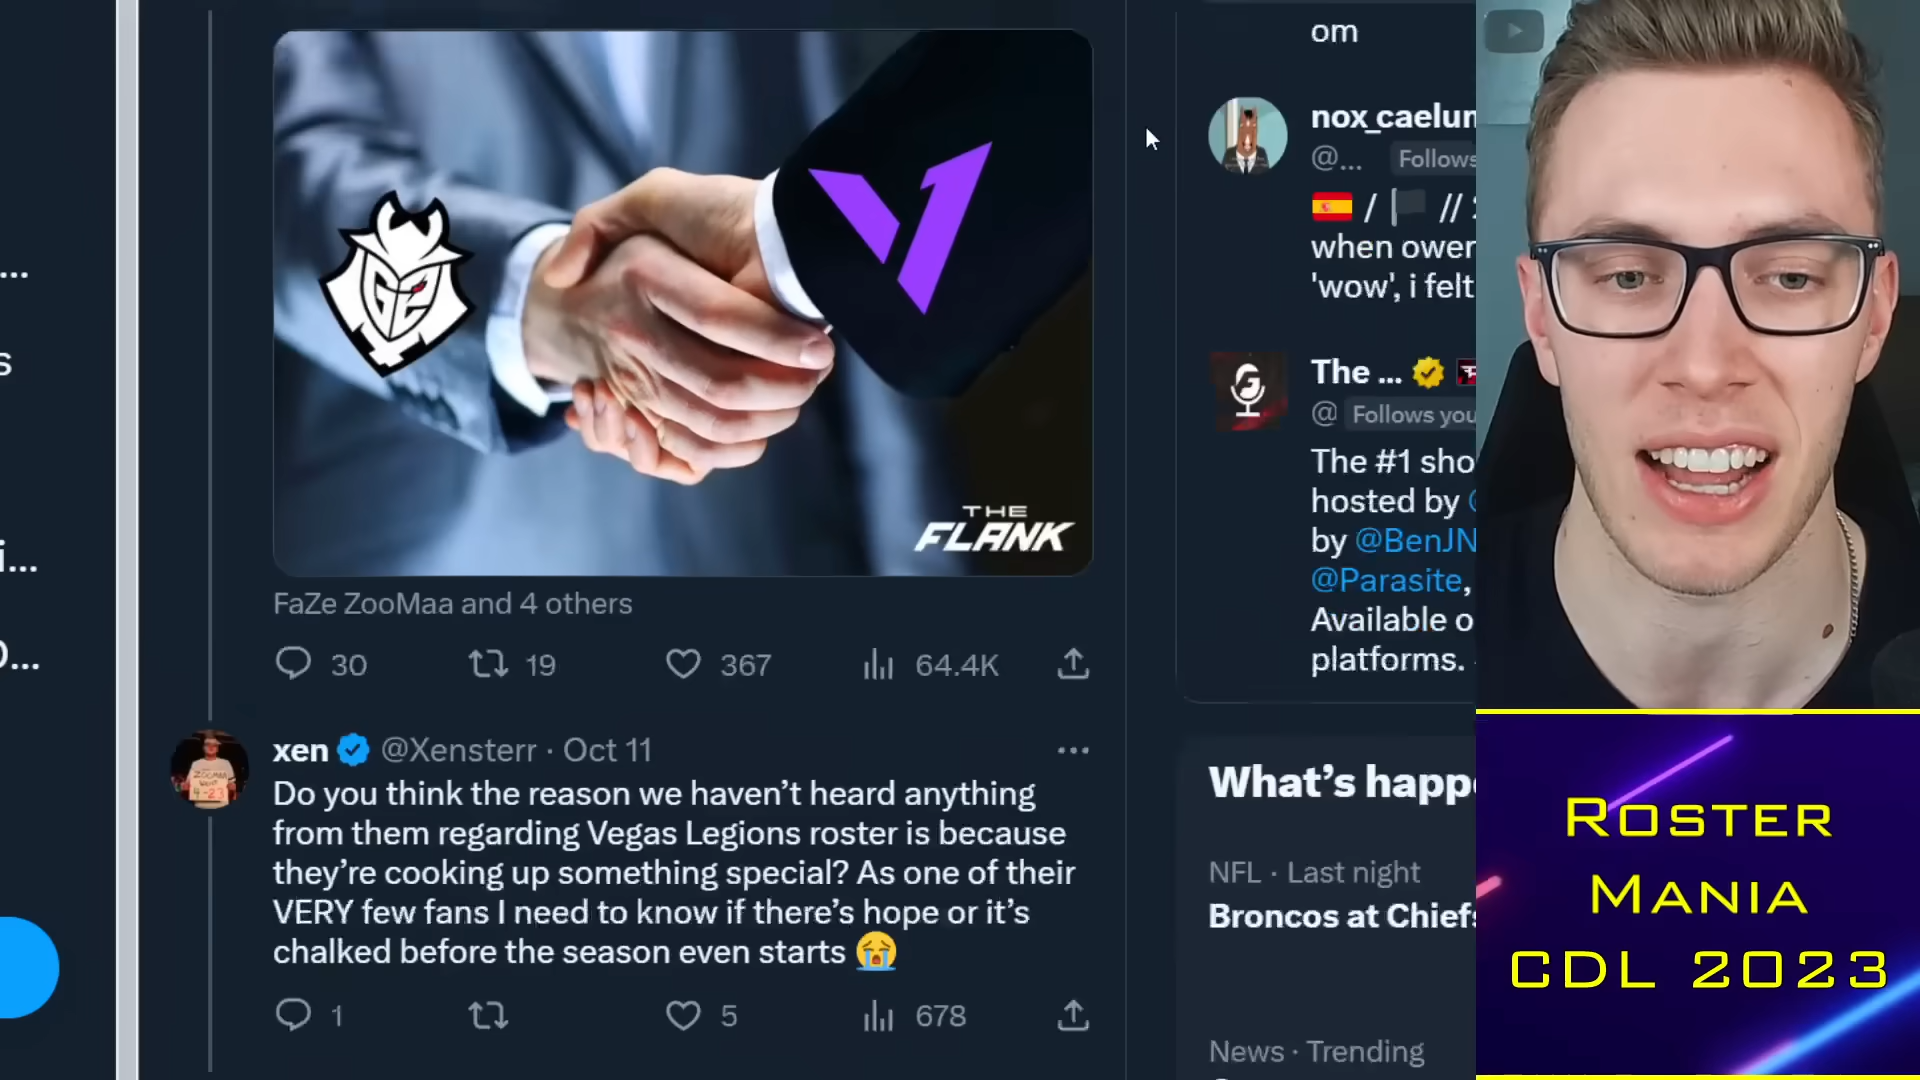 ...
s
i...
O...
G2
THE
FLANK
FaZe ZooMaa and 4 others
30 19 367 64.4K
xen @Xensterr · Oct 11
Do you think the reason we haven't heard anything
from them regarding Vegas Legions roster is because
they're cooking up something special? As one of their
VERY few fans I need to know if there's hope or it's
chalked before the season even starts 😭
1 5 678
om
nox_caelum
@... Follows
🇪🇸 / 🏴 //
when ower
'wow', i felt
The ...
@ Follows you
The #1 sho
hosted by
by @BenJN
@Parasite,
Available o
platforms.
What's happe
NFL · Last night
Broncos at Chiefs
News · Trending
ROSTER
MANIA
CDL 2023